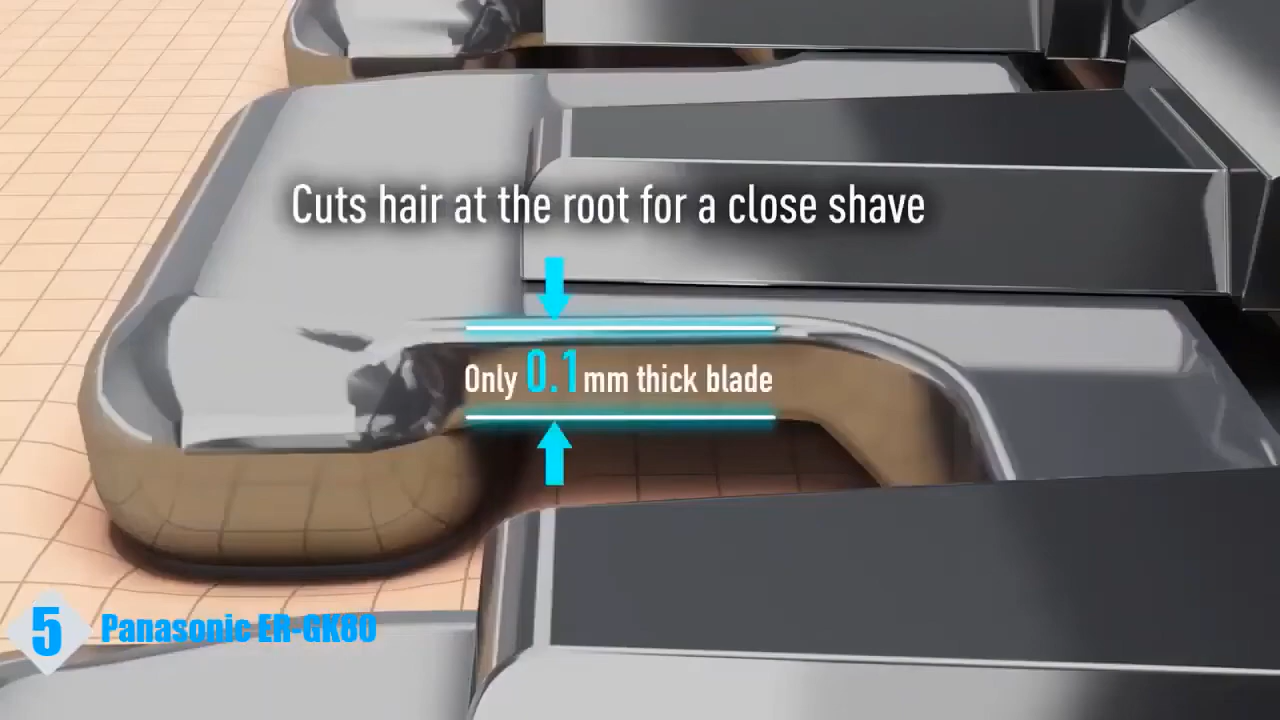 Cuts hair at the root for a close shave
Only 0.1mm thick blade
5 Panasonic ER-GK80